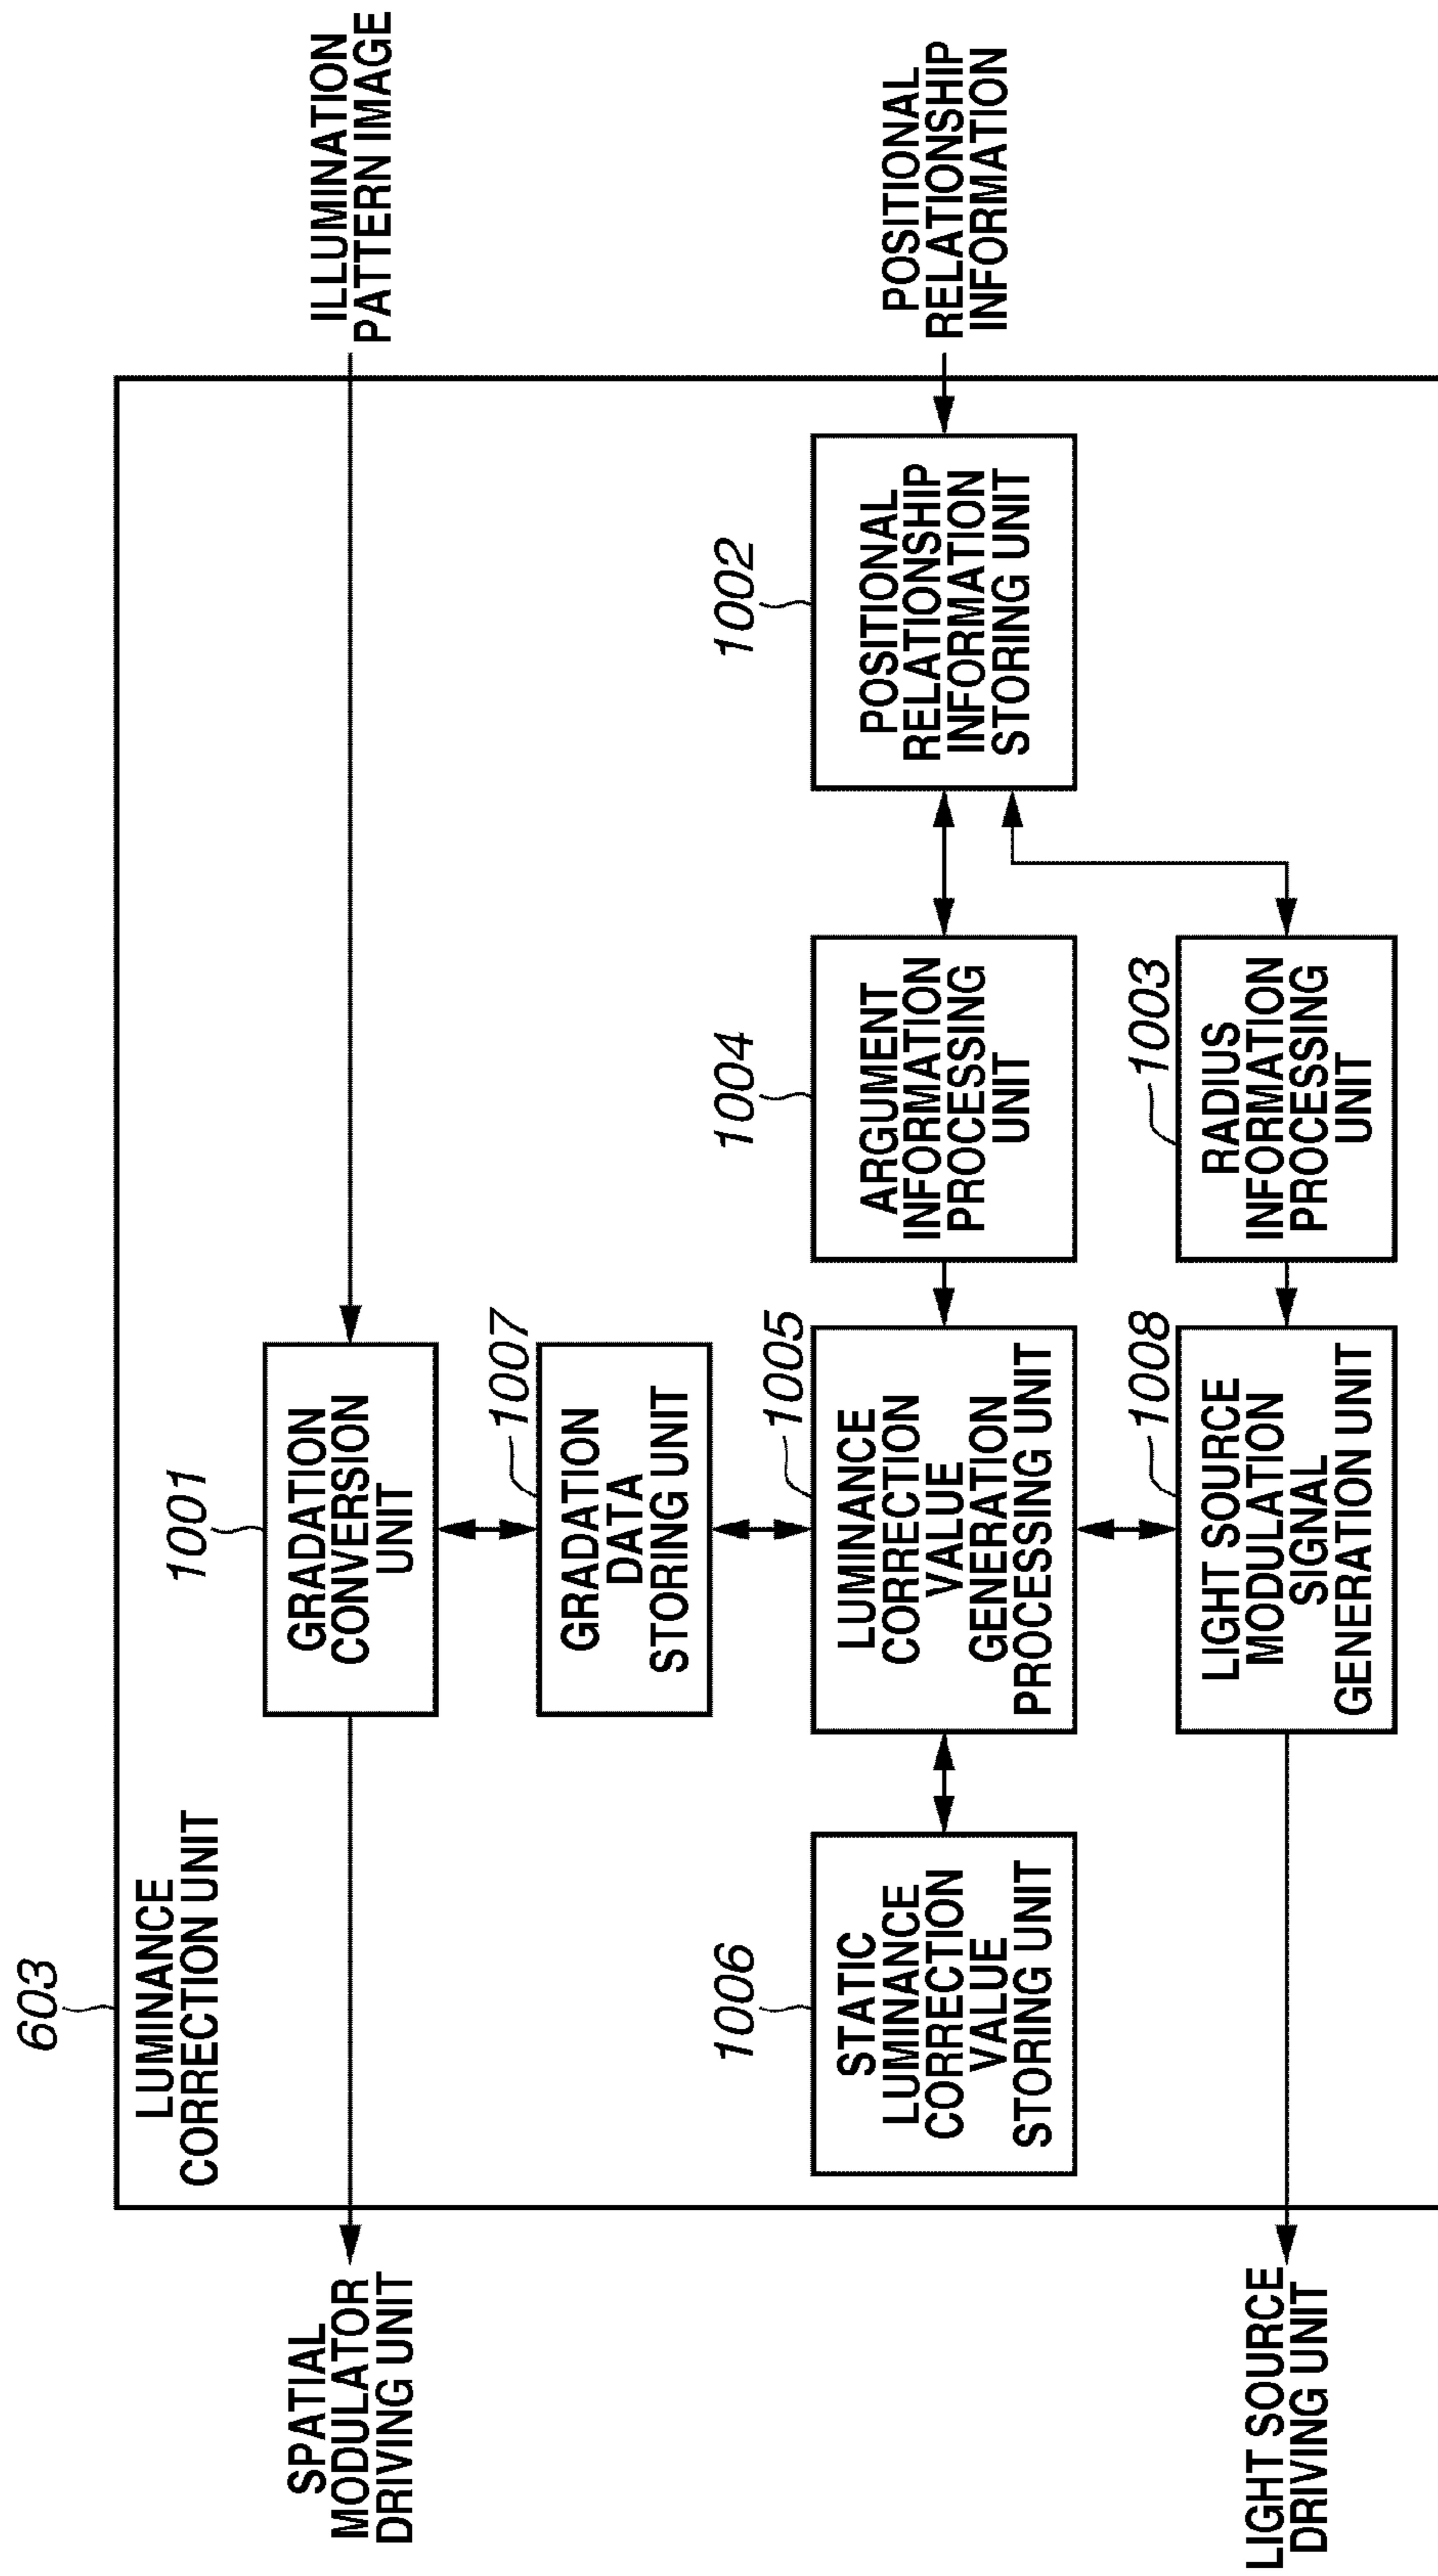 603
LUMINANCE
CORRECTION UNIT
SPATIAL
MODULATOR
DRIVING UNIT
1001
GRADATION
CONVERSION
UNIT
ILLUMINATION
PATTERN IMAGE
1007
GRADATION
DATA
STORING UNIT
1006
STATIC
LUMINANCE
CORRECTION
VALUE
STORING UNIT
1005
LUMINANCE
CORRECTION
VALUE
GENERATION
PROCESSING UNIT
1004
ARGUMENT
INFORMATION
PROCESSING
UNIT
1002
POSITIONAL
RELATIONSHIP
INFORMATION
STORING UNIT
POSITIONAL
RELATIONSHIP
INFORMATION
LIGHT SOURCE
DRIVING UNIT
1008
LIGHT SOURCE
MODULATION
SIGNAL
GENERATION UNIT
1003
RADIUS
INFORMATION
PROCESSING
UNIT